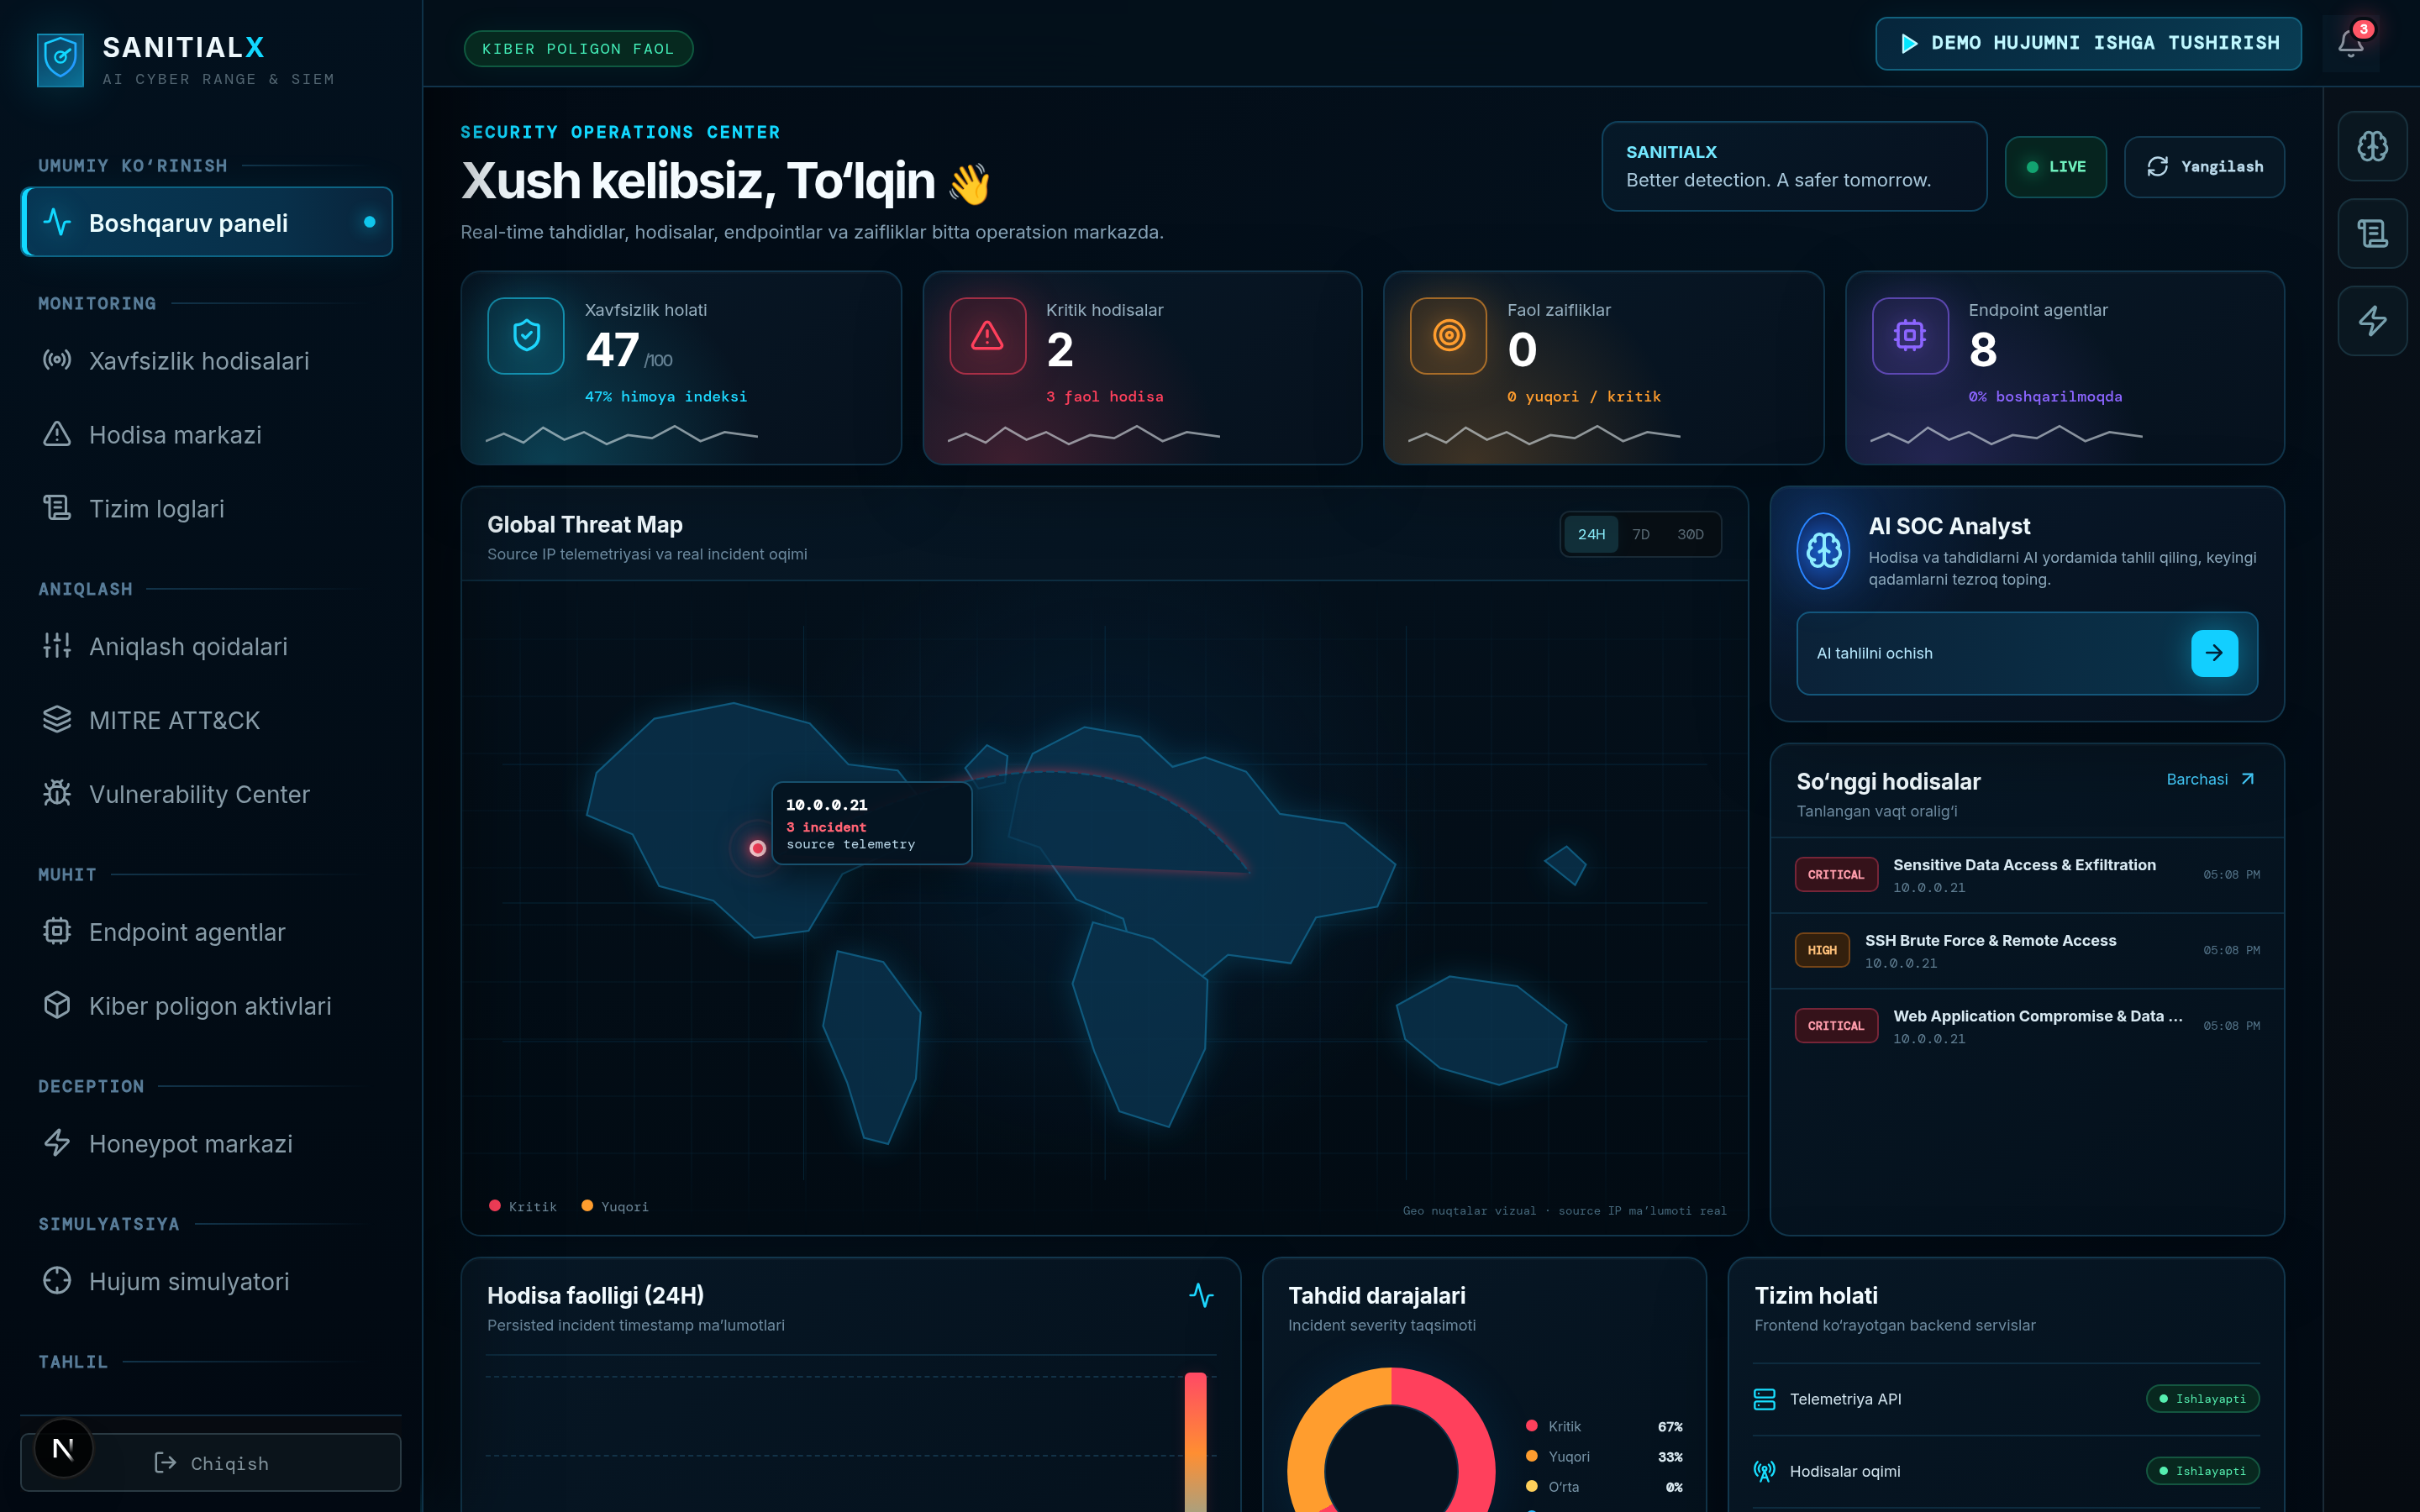 SANITIALX
AI CYBER RANGE & SIEM
UMUMIY KO‘RINISH
Boshqaruv paneli
MONITORING
Xavfsizlik hodisalari
Hodisa markazi
Tizim loglari
ANIQLASH
Aniqlash qoidalari
MITRE ATT&CK
Vulnerability Center
MUHIT
Endpoint agentlar
Kiber poligon aktivlari
DECEPTION
Honeypot markazi
SIMULYATSIYA
Hujum simulyatori
TAHLIL
N
Chiqish
KIBER POLIGON FAOL
DEMO HUJUMNI ISHGA TUSHIRISH
3
SECURITY OPERATIONS CENTER
Xush kelibsiz, To‘lqin 👋
Real-time tahdidlar, hodisalar, endpointlar va zaifliklar bitta operatsion markazda.
SANITIALX
Better detection. A safer tomorrow.
LIVE
Yangilash
Xavfsizlik holati
47 /100
47% himoya indeksi
Kritik hodisalar
2
3 faol hodisa
Faol zaifliklar
0
0 yuqori / kritik
Endpoint agentlar
8
0% boshqarilmoqda
Global Threat Map
Source IP telemetriyasi va real incident oqimi
24H 7D 30D
10.0.0.21
3 incident
source telemetry
Kritik Yuqori
Geo nuqtalar vizual · source IP ma’lumoti real
AI SOC Analyst
Hodisa va tahdidlarni AI yordamida tahlil qiling, keyingi
qadamlarni tezroq toping.
AI tahlilni ochish
So‘nggi hodisalar
Barchasi
Tanlangan vaqt oralig‘i
CRITICAL Sensitive Data Access & Exfiltration 05:08 PM
10.0.0.21
HIGH SSH Brute Force & Remote Access 05:08 PM
10.0.0.21
CRITICAL Web Application Compromise & Data ... 05:08 PM
10.0.0.21
Hodisa faolligi (24H)
Persisted incident timestamp ma’lumotlari
Tahdid darajalari
Incident severity taqsimoti
Kritik 67%
Yuqori 33%
O‘rta 0%
Tizim holati
Frontend ko‘rayotgan backend servislar
Telemetriya API Ishlayapti
Hodisalar oqimi Ishlayapti